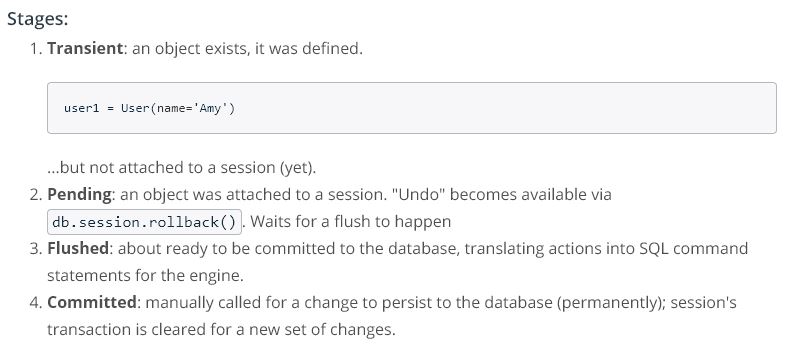 Stages:
1. Transient: an object exists, it was defined.
user1 = User(name='Amy')
...but not attached to a session (yet).
2. Pending: an object was attached to a session. "Undo" becomes available via
db.session.rollback(). Waits for a flush to happen
3. Flushed: about ready to be committed to the database, translating actions into SQL command
statements for the engine.
4. Committed: manually called for a change to persist to the database (permanently); session's
transaction is cleared for a new set of changes.